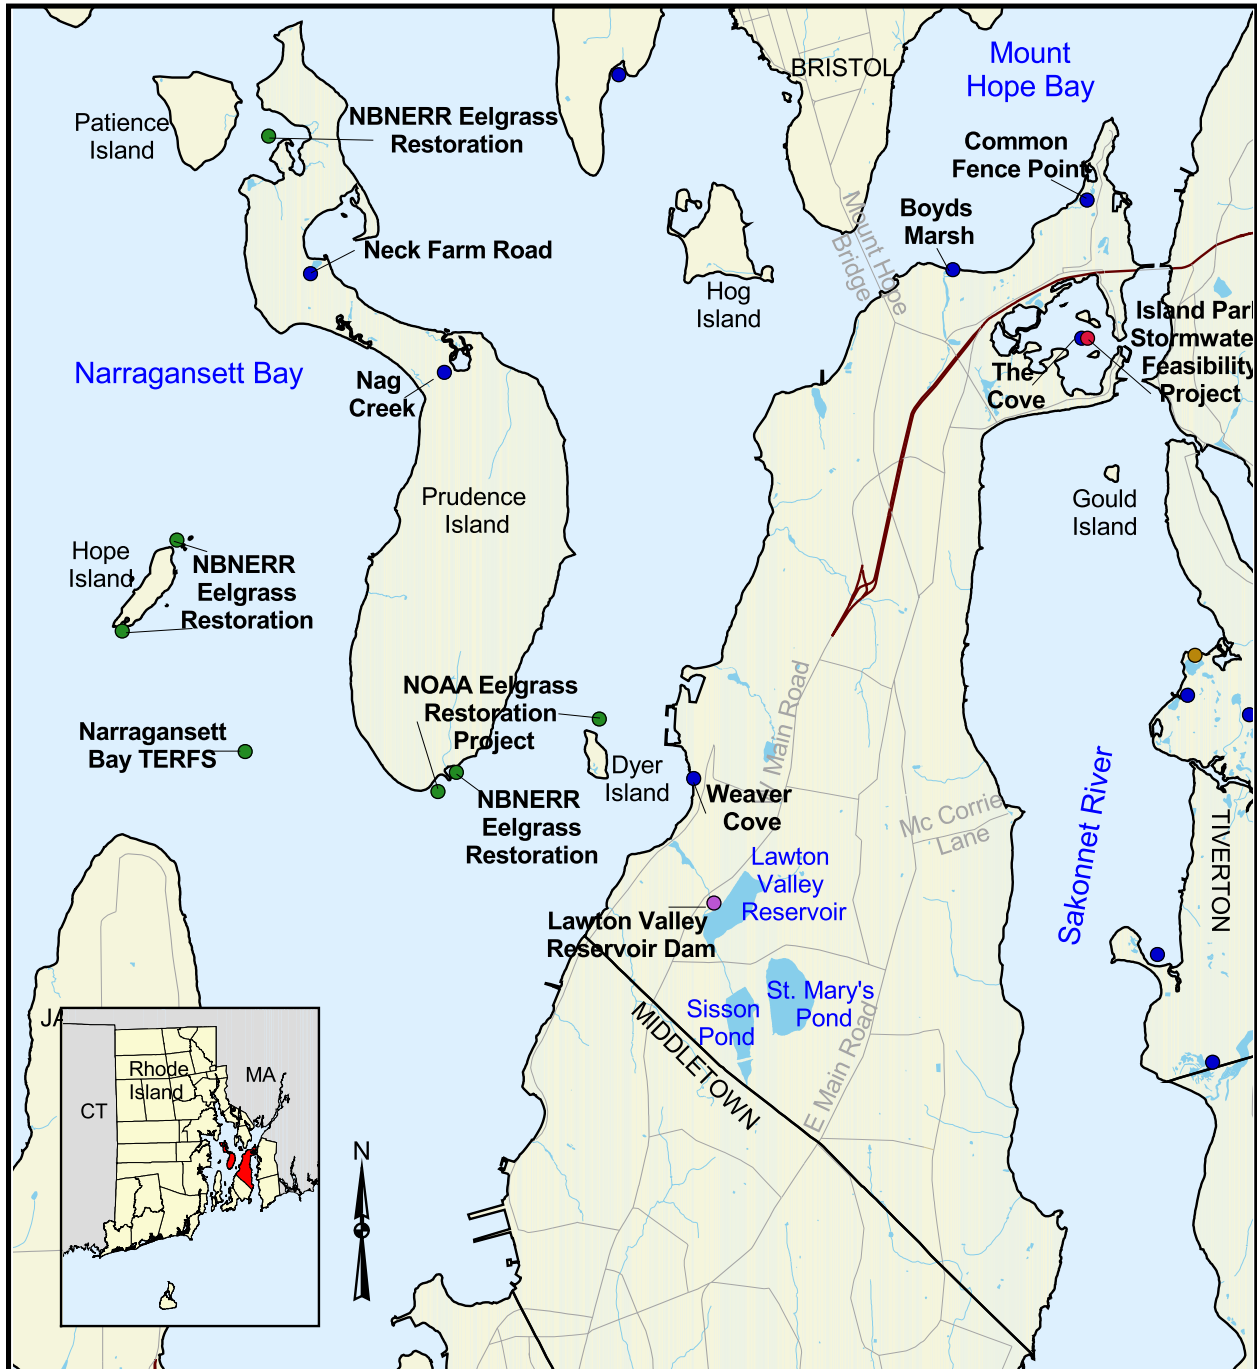 BRISTOL
Mount
Hope Bay
Patience
Island
NBNERR Eelgrass
Restoration
Common
Fence Point
Boyds
Marsh
Mount Hope
Bridge
Neck Farm Road
Hog
Island
Island Par
Stormwate
Feasibility
Project
The
Cove
Narragansett Bay
Nag
Creek
Prudence
Island
Gould
Island
Hope
Island
NBNERR
Eelgrass
Restoration
NOAA Eelgrass
Restoration
Project
Narragansett
Bay TERFS
Dyer
Island
W Main Road
Weaver
Cove
NBNERR
Eelgrass
Restoration
Mc Corrie
Lane
Sakonnet River
TIVERTON
Lawton
Valley
Reservoir
Lawton Valley
Reservoir Dam
St. Mary's
Pond
Sisson
Pond
MIDDLETOWN
E Main Road
JA
Rhode
Island
MA
CT
N